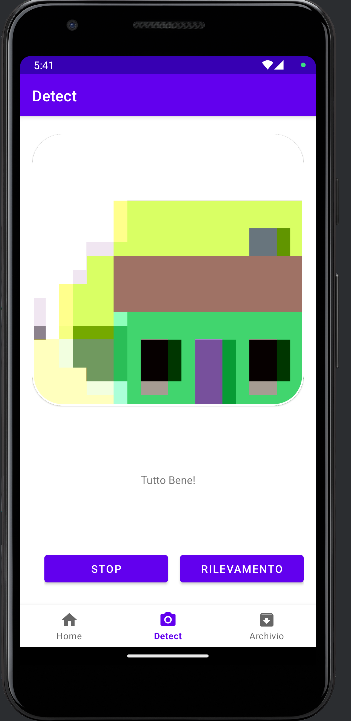 5:41
Detect
Tutto Bene!
STOP
RILEVAMENTO
Home
Detect
Archivio